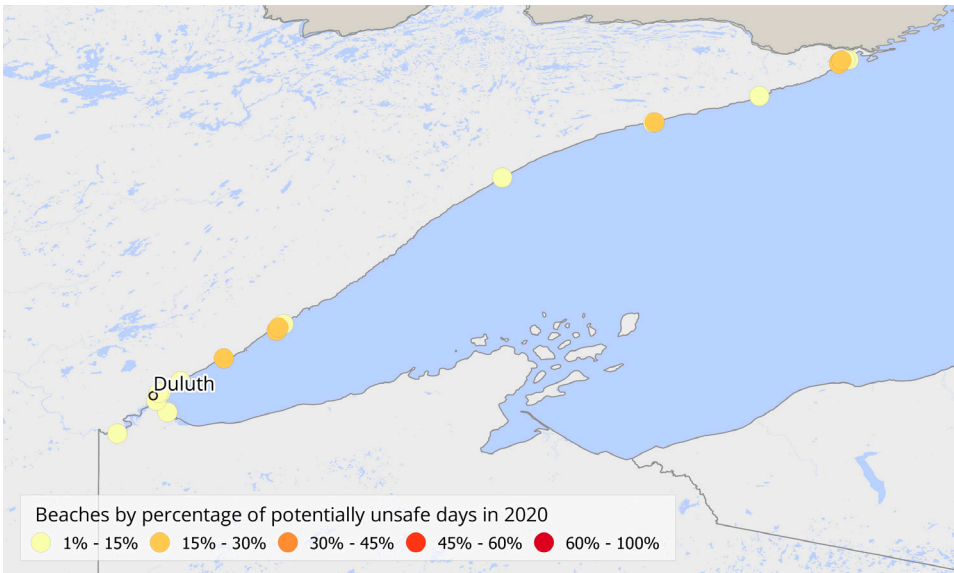 Duluth
Beaches by percentage of potentially unsafe days in 2020
1% - 15% 15% - 30% 30% - 45% 45% - 60% 60% - 100%